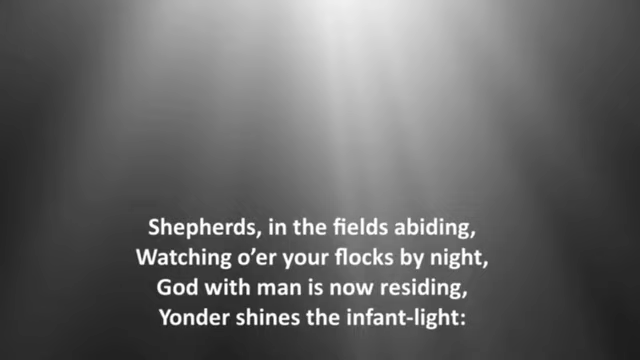 Shepherds, in the fields abiding,
Watching o’er your flocks by night,
God with man is now residing,
Yonder shines the infant-light: